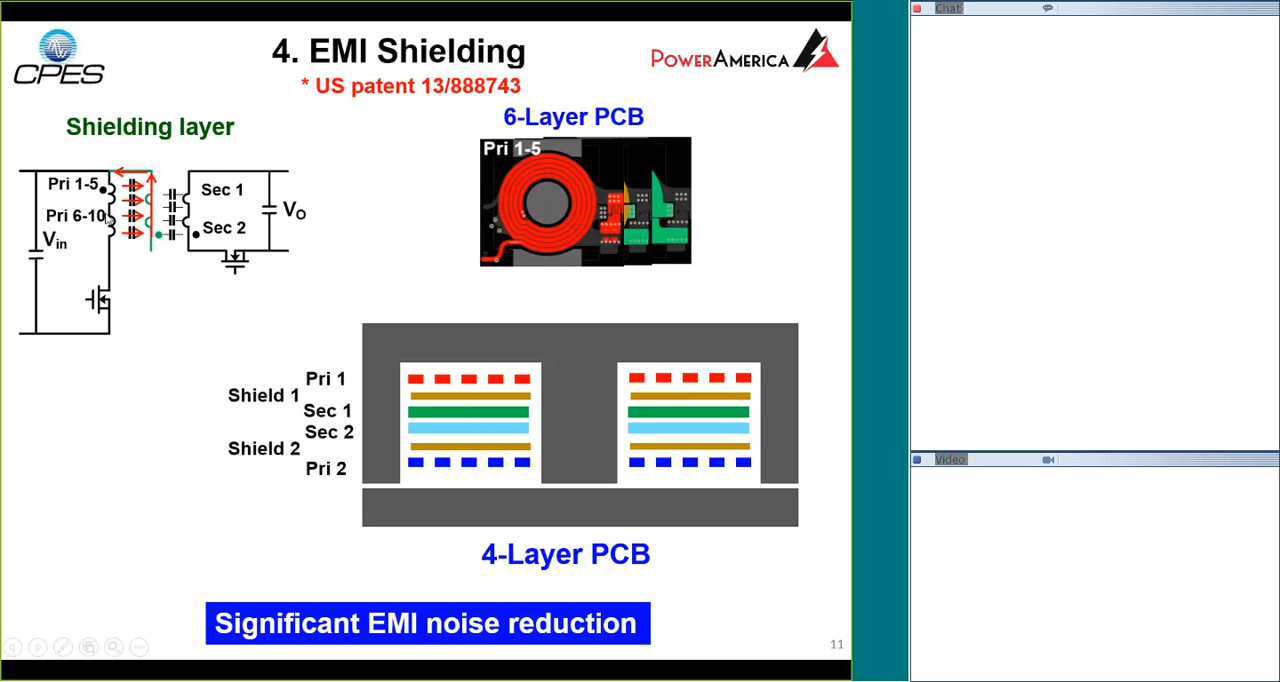 CPES
4. EMI Shielding
* US patent 13/888743
POWERAMERICA
Shielding layer
6-Layer PCB
Pri 1-5
Pri 1-5
Pri 6-10
Vin
Sec 1
Sec 2
VO
Pri 1
Shield 1
Sec 1
Sec 2
Shield 2
Pri 2
4-Layer PCB
Significant EMI noise reduction
11
Chat
Video